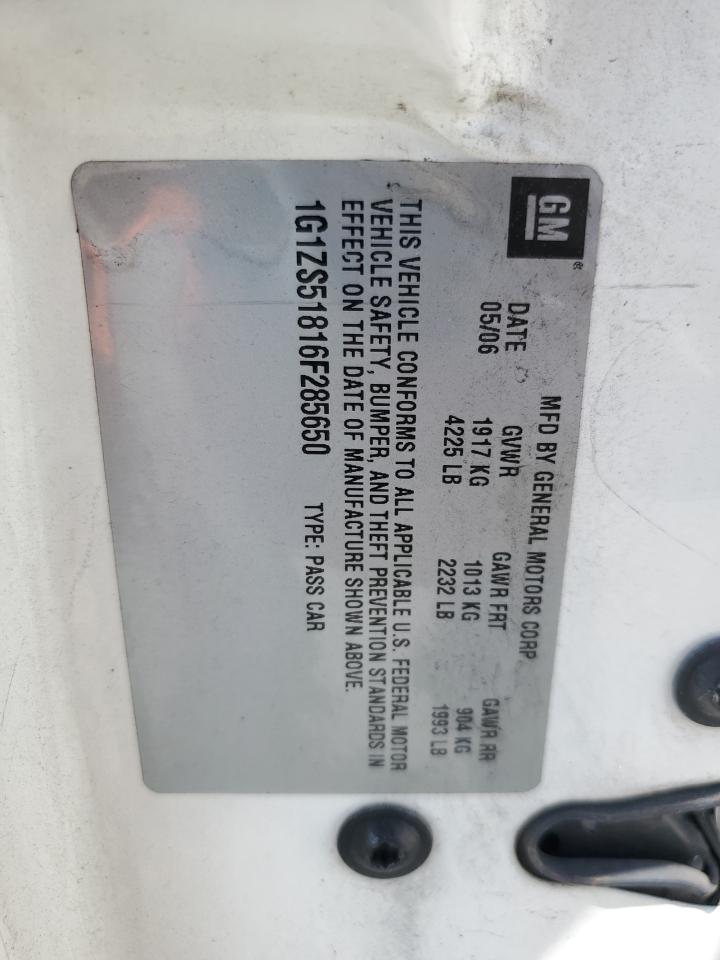 GM®
MFD BY GENERAL MOTORS CORP
DATE GVWR GAWR FRT GAWR RR
05/06 1917 KG 1013 KG 904 KG
4225 LB 2232 LB 1993 LB
THIS VEHICLE CONFORMS TO ALL APPLICABLE U.S. FEDERAL MOTOR
VEHICLE SAFETY, BUMPER, AND THEFT PREVENTION STANDARDS IN
EFFECT ON THE DATE OF MANUFACTURE SHOWN ABOVE.
1G1ZS51816F285650 TYPE: PASS CAR